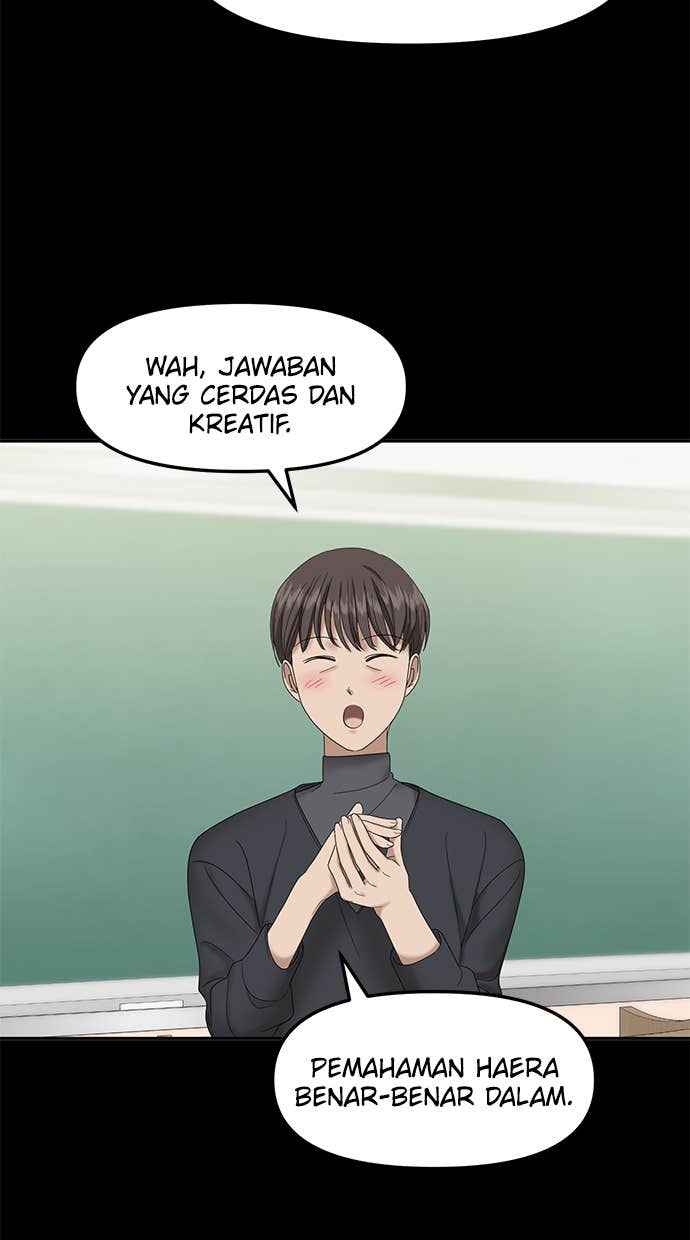 WAH, JAWABAN
YANG CERDAS DAN
KREATIF.
PEMAHAMAN HAERA
BENAR-BENAR DALAM.